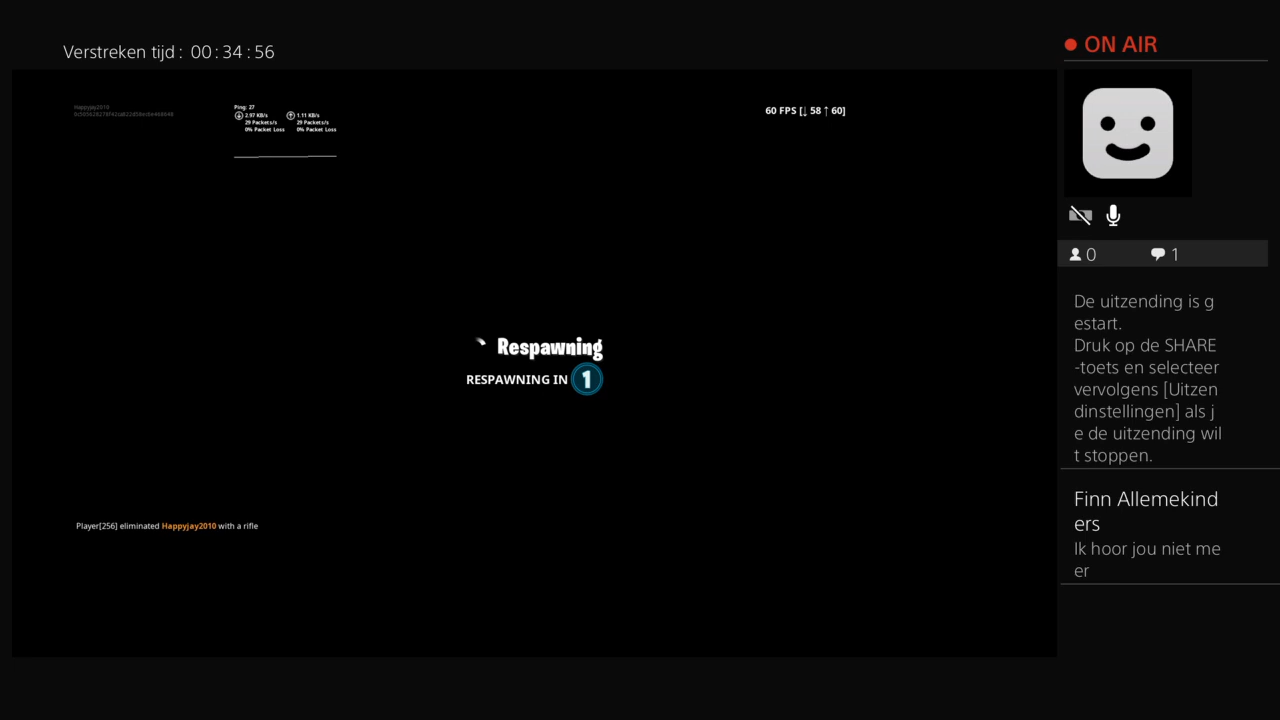 Verstreken tijd: 00:34:56
ON AIR
Happyjay2010
Ping: 27
2.97 KB/s
29 Packets/s
0% Packet Loss
1.11 KB/s
29 Packets/s
0% Packet Loss
60 FPS [↓ 58 ↑ 60]
0
1
De uitzending is g
estart.
Druk op de SHARE
-toets en selecteer
vervolgens [Uitzen
dinstellingen] als j
e de uitzending wil
t stoppen.
Respawning
RESPAWNING IN 1
Finn Allemekind
ers
Ik hoor jou niet me
er
Player[256] eliminated Happyjay2010 with a rifle